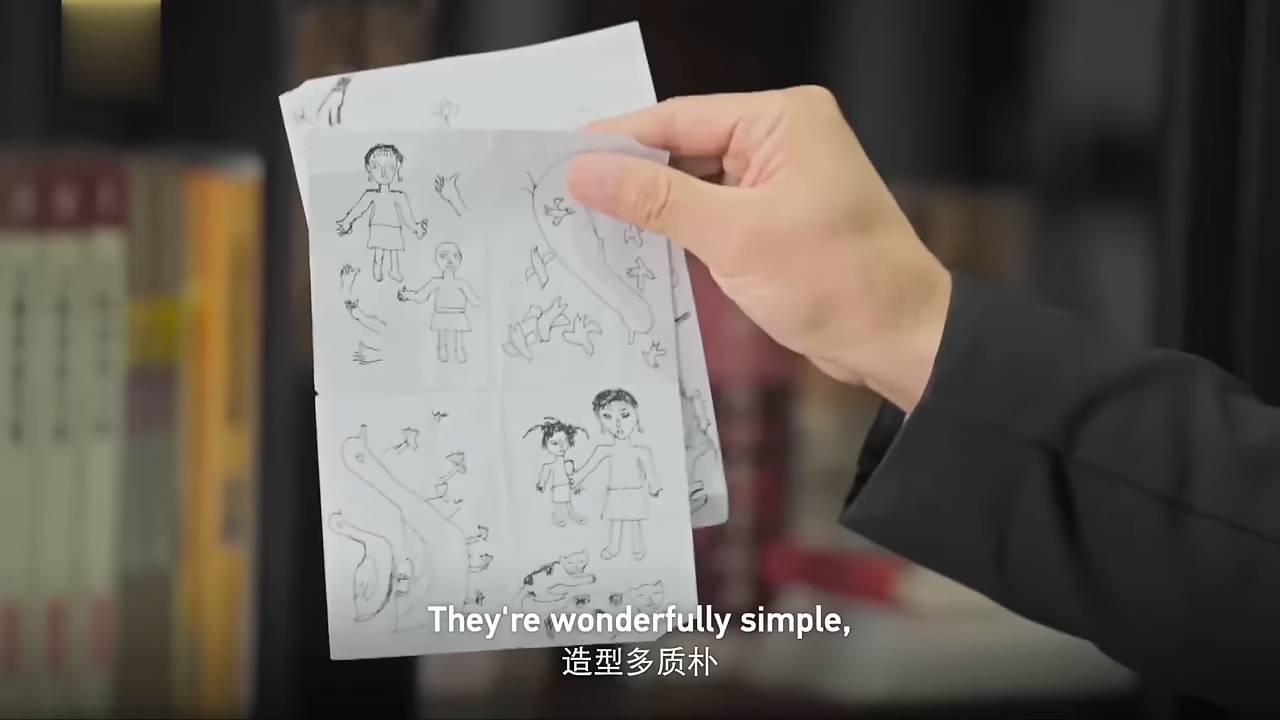 They're wonderfully simple,
造型多质朴